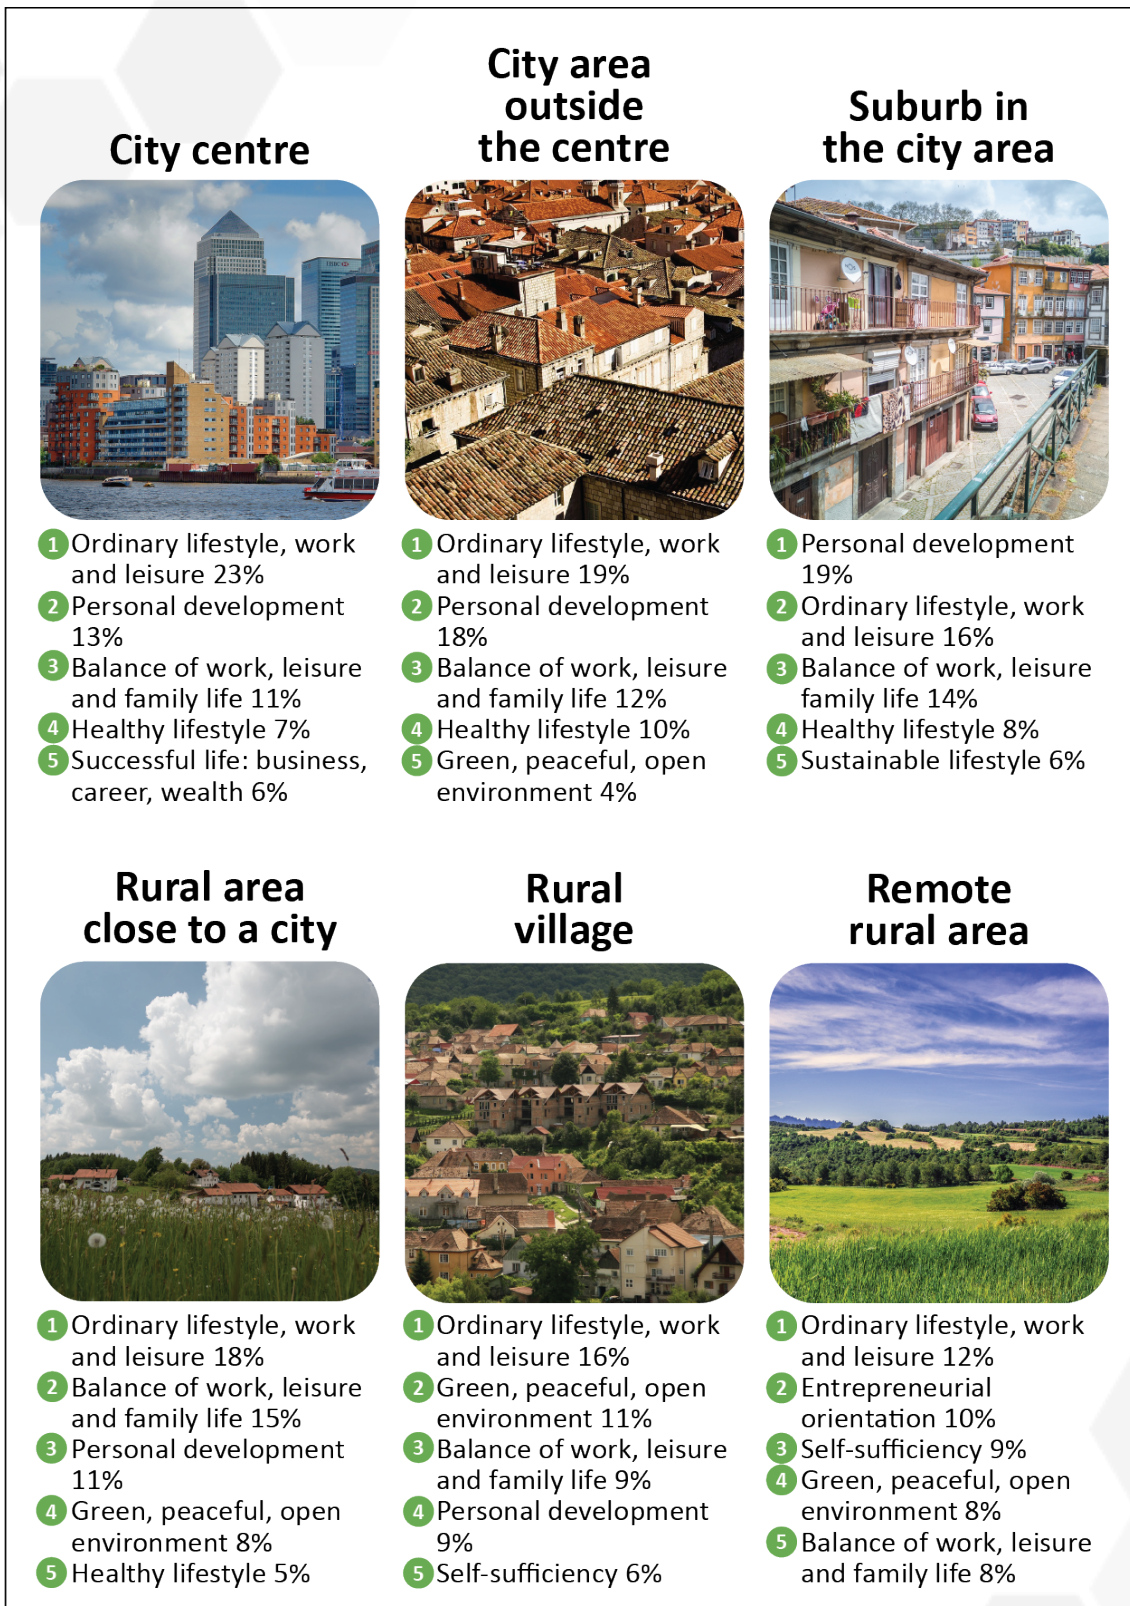 City centre
City area
outside
the centre
Suburb in
the city area
1 Ordinary lifestyle, work
and leisure 23%
2 Personal development
13%
3 Balance of work, leisure
and family life 11%
4 Healthy lifestyle 7%
5 Successful life: business,
career, wealth 6%
1 Ordinary lifestyle, work
and leisure 19%
2 Personal development
18%
3 Balance of work, leisure
and family life 12%
4 Healthy lifestyle 10%
5 Green, peaceful, open
environment 4%
1 Personal development
19%
2 Ordinary lifestyle, work
and leisure 16%
3 Balance of work, leisure
family life 14%
4 Healthy lifestyle 8%
5 Sustainable lifestyle 6%
Rural area
close to a city
Rural
village
Remote
rural area
1 Ordinary lifestyle, work
and leisure 18%
2 Balance of work, leisure
and family life 15%
3 Personal development
11%
4 Green, peaceful, open
environment 8%
5 Healthy lifestyle 5%
1 Ordinary lifestyle, work
and leisure 16%
2 Green, peaceful, open
environment 11%
3 Balance of work, leisure
and family life 9%
4 Personal development
9%
5 Self-sufficiency 6%
1 Ordinary lifestyle, work
and leisure 12%
2 Entrepreneurial
orientation 10%
3 Self-sufficiency 9%
4 Green, peaceful, open
environment 8%
5 Balance of work, leisure
and family life 8%